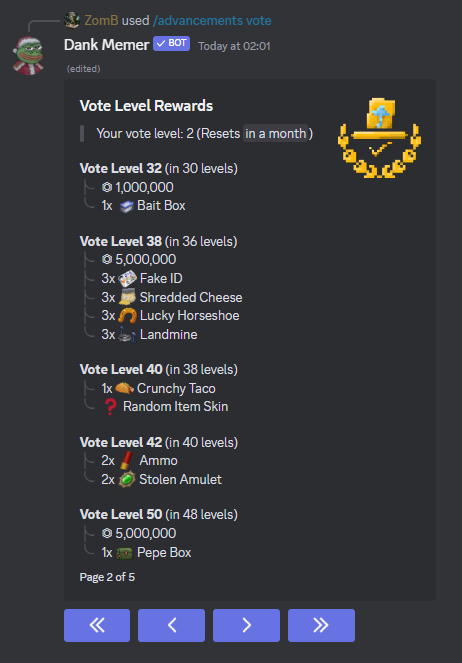 ZomB used /advancements vote
Dank Memer ✓ BOT Today at 02:01
(edited)
Vote Level Rewards
Your vote level: 2 (Resets in a month)
Vote Level 32 (in 30 levels)
1,000,000
1x Bait Box
Vote Level 38 (in 36 levels)
5,000,000
3x Fake ID
3x Shredded Cheese
3x Lucky Horseshoe
3x Landmine
Vote Level 40 (in 38 levels)
1x Crunchy Taco
❓ Random Item Skin
Vote Level 42 (in 40 levels)
2x Ammo
2x Stolen Amulet
Vote Level 50 (in 48 levels)
5,000,000
1x Pepe Box
Page 2 of 5